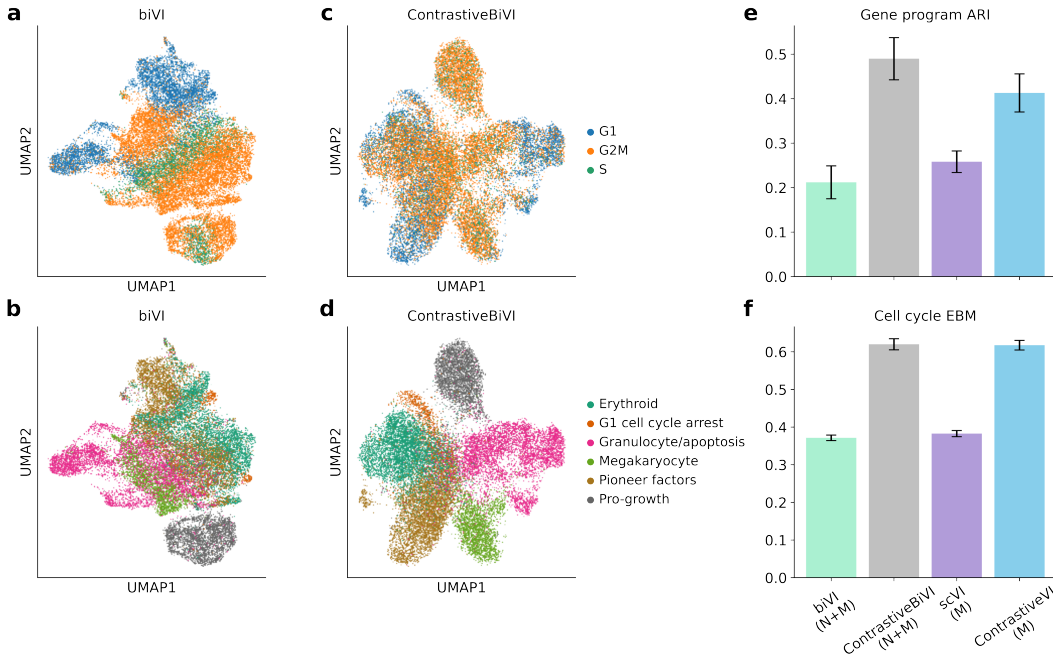 a
biVI
UMAP2
UMAP1
c
ContrastiveBiVI
UMAP2
UMAP1
G1
G2M
S
e
Gene program ARI
0.5
0.4
0.3
0.2
0.1
0.0
b
biVI
UMAP2
UMAP1
d
ContrastiveBiVI
UMAP2
UMAP1
Erythroid
G1 cell cycle arrest
Granulocyte/apoptosis
Megakaryocyte
Pioneer factors
Pro-growth
f
Cell cycle EBM
0.6
0.5
0.4
0.3
0.2
0.1
0.0
biVI
(N+M)
ContrastiveBiVI
(N+M)
scVI
(M)
ContrastiveVI
(M)